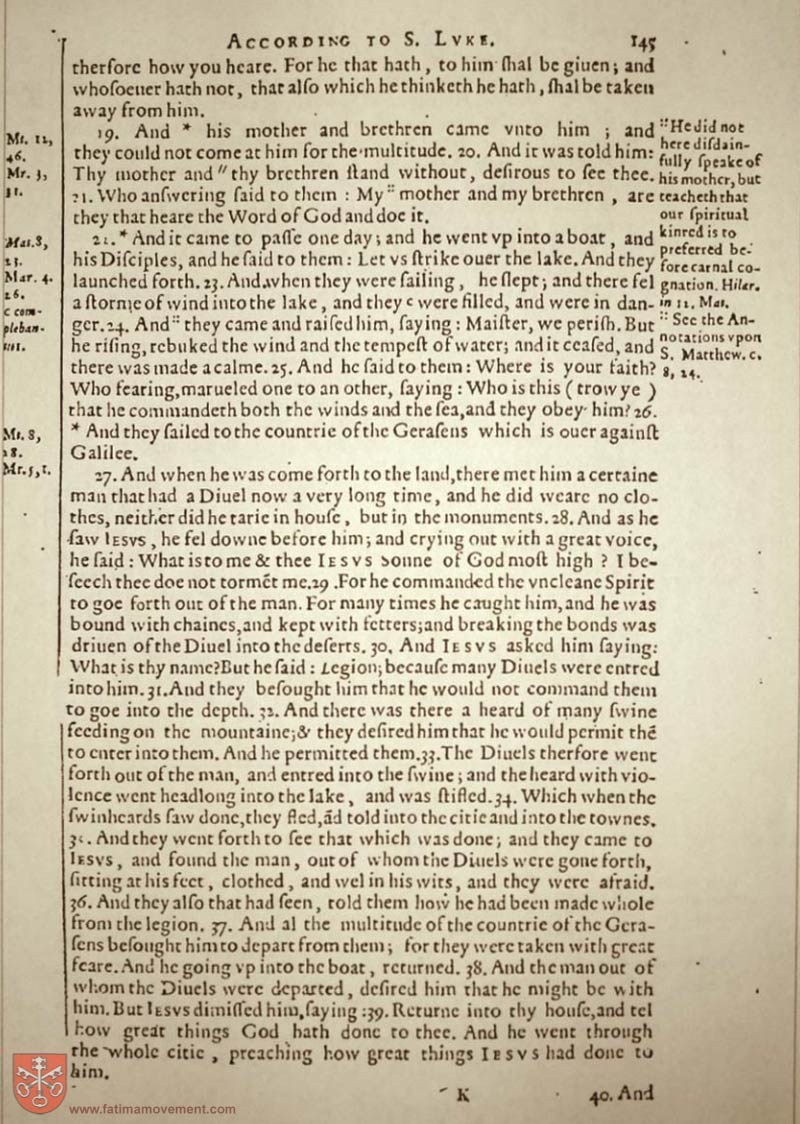 ACCORDING TO S. LVKE. 145
therfore how you heare. For he that hath, to him ſhal be giuen; and
whoſoeuer hath not, that alſo which he thinketh he hath, ſhal be taken
away from him.
19. And * his mother and brethren came vnto him ; and
they could not come at him for the multitude. 20. And it was told him:
Thy mother and " thy brethren ſtand without, deſirous to ſee thee.
21. Who anſwering ſaid to them : My :: mother and my brethren , are
they that heare the Word of God and doe it.
22. * And it came to paſſe one day; and he went vp into a boat, and
his Diſciples, and he ſaid to them: Let vs ſtrike ouer the lake. And they
launched forth. 23. And when they were ſailing, he ſlept; and there fel
a ſtorme of wind into the lake, and they c were filled, and were in dan-
ger. 24. And :: they came and raiſed him, ſaying : Maiſter, we periſh. But
he riſing, rebuked the wind and the tempeſt of water; and it ceaſed, and
there was made a calme. 25. And he ſaid to them: Where is your faith?
Who fearing, marueled one to an other, ſaying : Who is this ( trow ye )
that he commandeth both the winds and the ſea, and they obey him? 26.
* And they ſailed to the countrie of the Geraſens which is ouer againſt
Galilee.
27. And when he was come forth to the land, there met him a certaine
man that had a Diuel now a very long time, and he did weare no clo-
thes, neither did he tarie in houſe, but in the monuments. 28. And as he
ſaw IESVS, he fel downe before him; and crying out with a great voice,
he ſaid : What is to me & thee IESVS Sonne of God moſt high ? I be-
ſeech thee doe not tormẽt me. 29 .For he commanded the vncleane Spirit
to goe forth out of the man. For many times he caught him, and he was
bound with chaines, and kept with fetters; and breaking the bonds was
driuen of the Diuel into the deſerts. 30. And IESVS asked him ſaying:
What is thy name? But he ſaid : Legion; becauſe many Diuels were entred
into him. 31. And they beſought him that he would not command them
to goe into the depth. 32. And there was there a heard of many ſwine
feeding on the mountaine; & they deſired him that he would permit thẽ
to enter into them. And he permitted them. 33. The Diuels therfore went
forth out of the man, and entred into the ſwine ; and the heard with vio-
lence went headlong into the lake , and was ſtifled. 34. Which when the
ſwinheards ſaw done, they fled, ãd told into the citie and into the townes.
35. And they went forth to ſee that which was done; and they came to
IESVS, and found the man, out of whom the Diuels were gone forth,
ſitting at his feet, clothed, and wel in his wits, and they were afraid.
36. And they alſo that had ſeen, told them how he had been made whole
from the legion. 37. And al the multitude of the countrie of the Gera-
ſens beſought him to depart from them; for they were taken with great
feare. And he going vp into the boat, returned. 38. And the man out of
whom the Diuels were departed, deſired him that he might be with
him. But IESVS dimiſſed him, ſaying : 39. Returne into thy houſe, and tel
how great things God hath done to thee. And he went through
the whole citie , preaching how great things IESVS had done to
him.
K 40. And
Mt. 12,
46.
Mr. 3,
31.
Mat. 8,
23.
Mar. 4.
26.
c com-
pleban-
tur.
Mt. 8,
28.
Mr. 5, 1.
:: He did not
here diſdain-
fully ſpeake of
his mother, but
teacheth that
our ſpiritual
kinred is to
preferred be-
fore carnal co-
gnation. Hilar.
in 12. Mat.
:: See the An-
notations vpon
S. Matthew. c.
8, 24.
www.fatimamovement.com